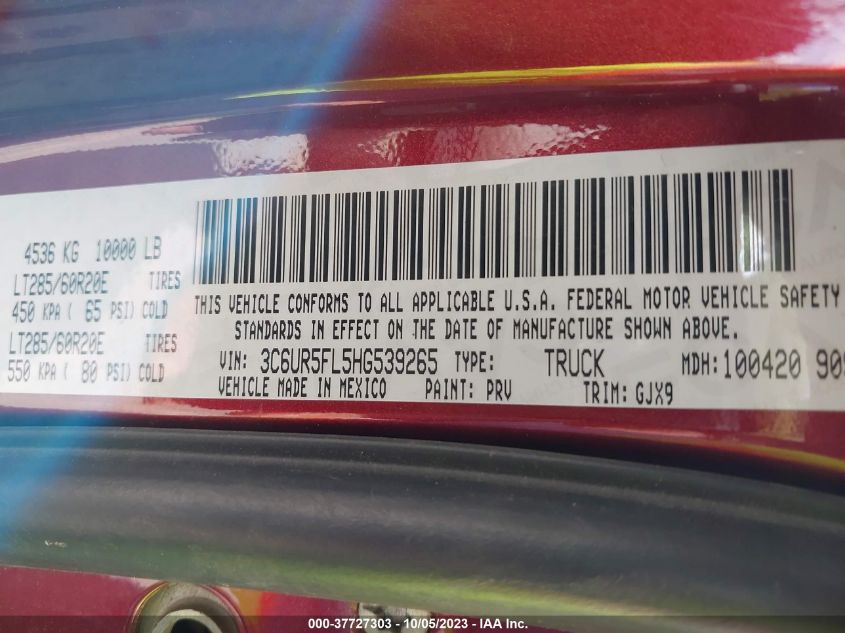 4536 KG 10000 LB
LT285/60R20E TIRES
450 KPA ( 65 PSI) COLD
LT285/60R20E TIRES
550 KPA ( 80 PSI) COLD
THIS VEHICLE CONFORMS TO ALL APPLICABLE U.S.A. FEDERAL MOTOR VEHICLE SAFETY
STANDARDS IN EFFECT ON THE DATE OF MANUFACTURE SHOWN ABOVE.
VIN: 3C6UR5FL5HG539265 TYPE: TRUCK MDH:100420 909
VEHICLE MADE IN MEXICO PAINT: PRV TRIM: GJX9
000-37727303 - 10/05/2023 - IAA Inc.